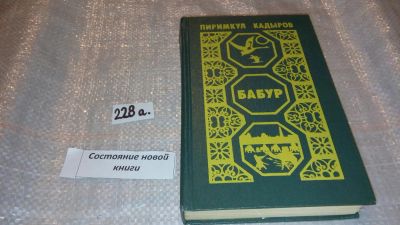 ПИРИМКУЛ КАДЫРОВ
БАБУР
228 а.
Состояние новой
книги